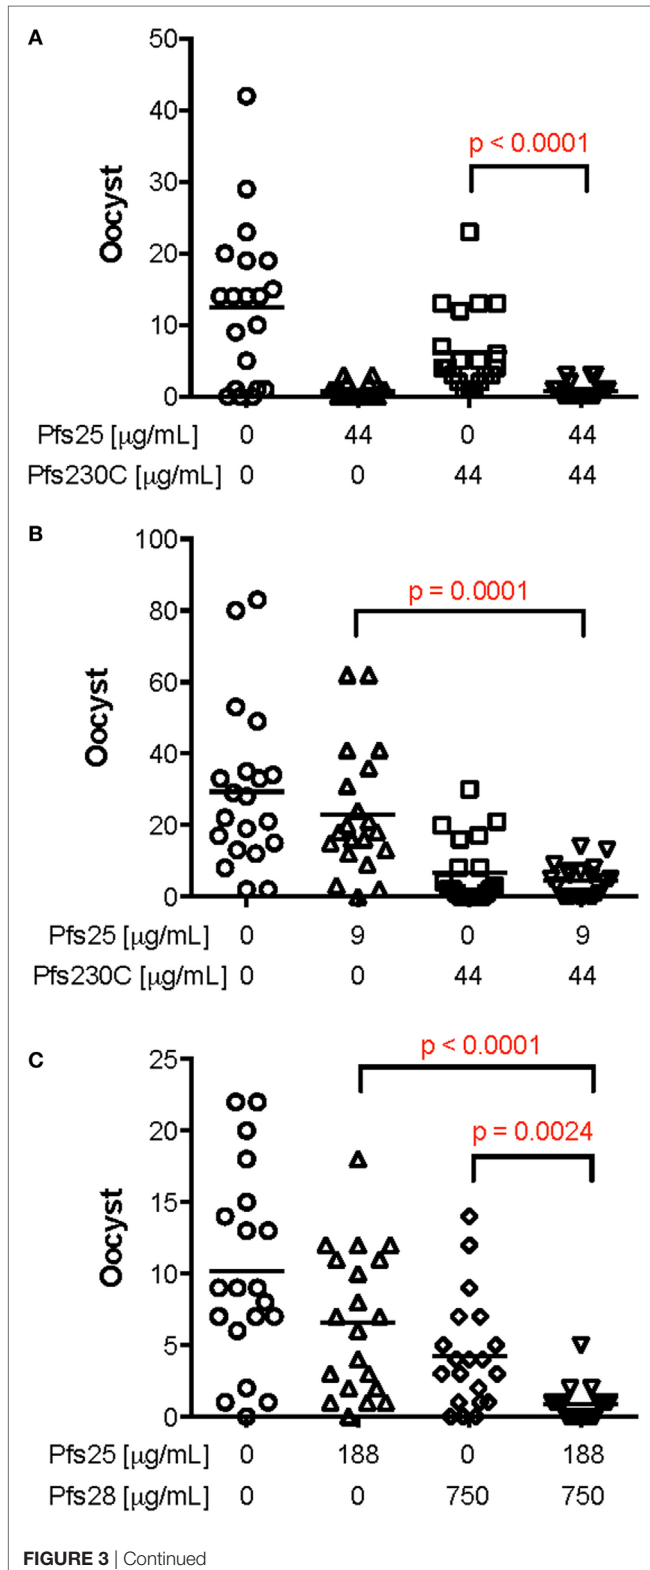 A
50
40
30
20
10
0
Oocyst
p < 0.0001
Pfs25 [μg/mL] 0 44 0 44
Pfs230C [μg/mL] 0 0 44 44
B
100
80
60
40
20
0
Oocyst
p = 0.0001
Pfs25 [μg/mL] 0 9 0 9
Pfs230C [μg/mL] 0 0 44 44
C
25
20
15
10
5
0
Oocyst
p < 0.0001
p = 0.0024
Pfs25 [μg/mL] 0 188 0 188
Pfs28 [μg/mL] 0 0 750 750
FIGURE 3 | Continued